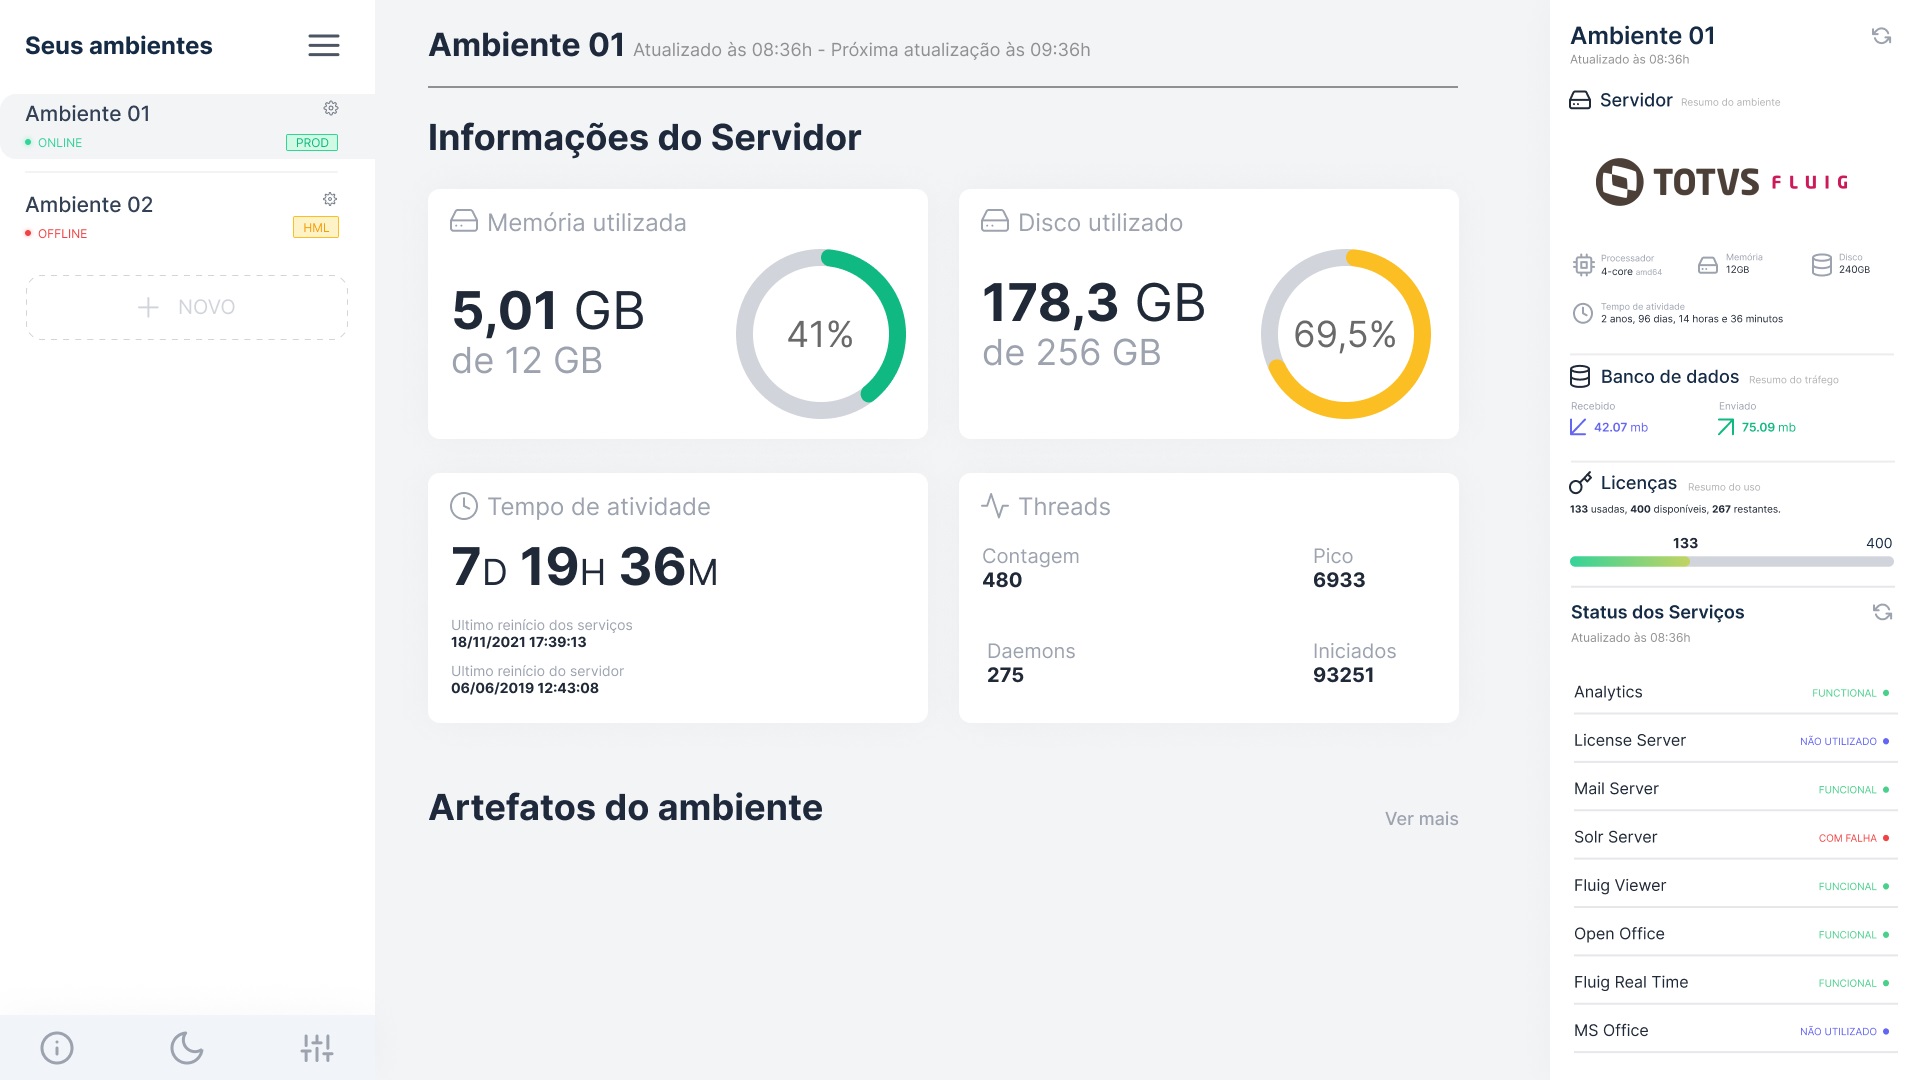 Seus ambientes
Ambiente 01
ONLINE
PROD
Ambiente 02
OFFLINE
HML
NOVO
Ambiente 01 Atualizado às 08:36h - Próxima atualização às 09:36h
Informações do Servidor
Memória utilizada
5,01 GB
de 12 GB
41%
Disco utilizado
178,3 GB
de 256 GB
69,5%
Tempo de atividade
7D 19H 36M
Ultimo reinício dos serviços
18/11/2021 17:39:13
Ultimo reinício do servidor
06/06/2019 12:43:08
Threads
Contagem
480
Pico
6933
Daemons
275
Iniciados
93251
Artefatos do ambiente
Ver mais
Ambiente 01
Atualizado às 08:36h
Servidor Resumo do ambiente
TOTVS FLUIG
Processador
4-core amd64
Memória
12GB
Disco
240GB
Tempo de atividade
2 anos, 96 dias, 14 horas e 36 minutos
Banco de dados Resumo do tráfego
Recebido
42.07 mb
Enviado
75.09 mb
Licenças Resumo do uso
133 usadas, 400 disponíveis, 267 restantes.
133 400
Status dos Serviços
Atualizado às 08:36h
Analytics FUNCTIONAL
License Server NÃO UTILIZADO
Mail Server FUNCIONAL
Solr Server COM FALHA
Fluig Viewer FUNCIONAL
Open Office FUNCIONAL
Fluig Real Time FUNCIONAL
MS Office NÃO UTILIZADO